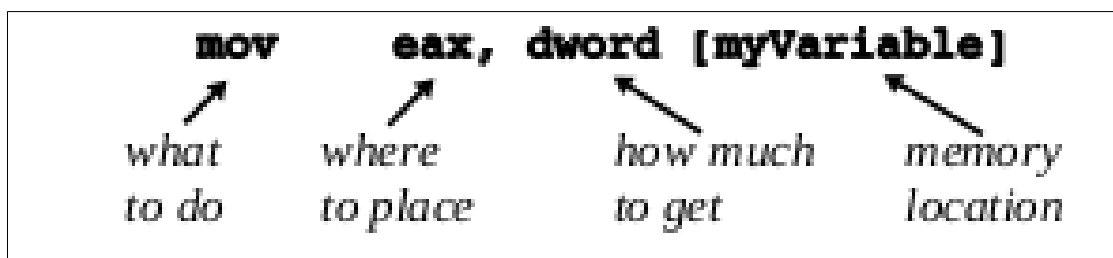 mov eax, dword [myVariable]
what where how much memory
to do to place to get location